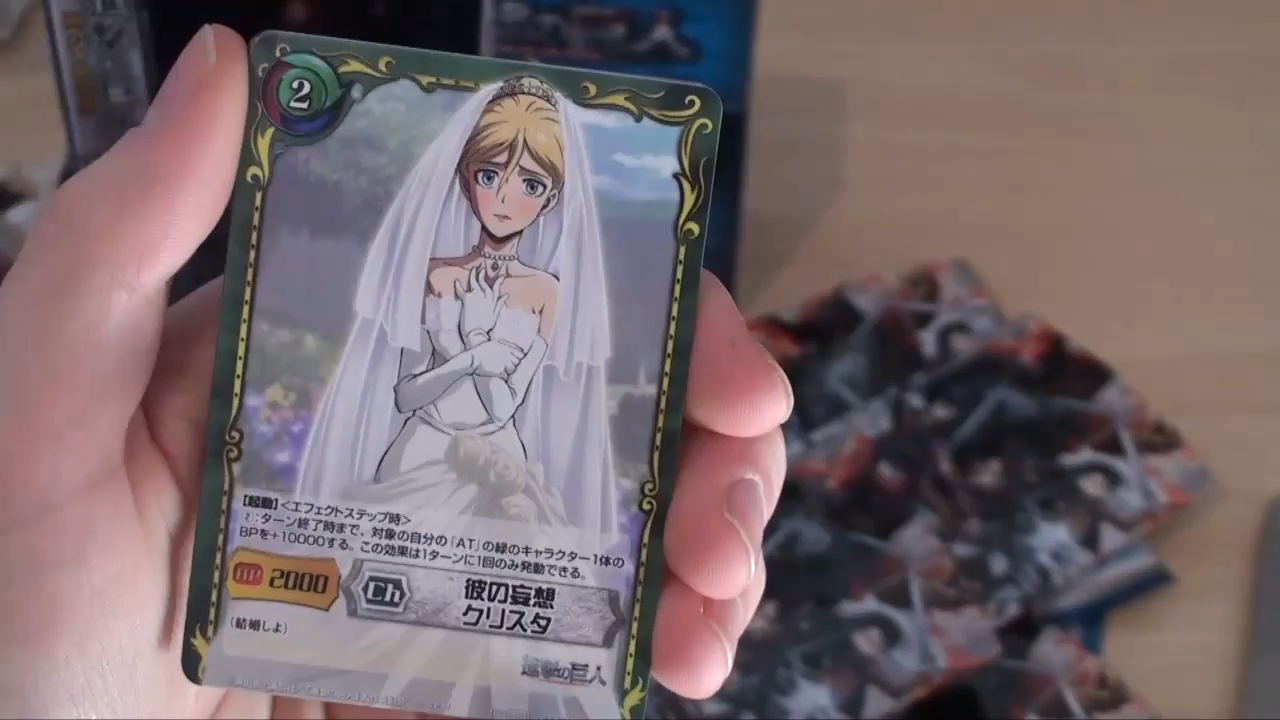 の巨人
2
【起動】<エフェクトステップ時>
②:ターン終了時まで、対象の自分の「AT」の緑のキャラクター1体の
BPを+10000する。この効果は1ターンに1回のみ発動できる。
BP 2000
Ch
彼の妄想
クリスタ
(結婚しよ)
進撃の巨人